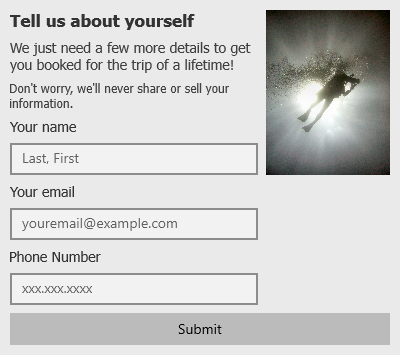 Tell us about yourself
We just need a few more details to get
you booked for the trip of a lifetime!
Don't worry, we'll never share or sell your
information.
Your name
Last, First
Your email
youremail@example.com
Phone Number
xxx.xxx.xxxx
Submit